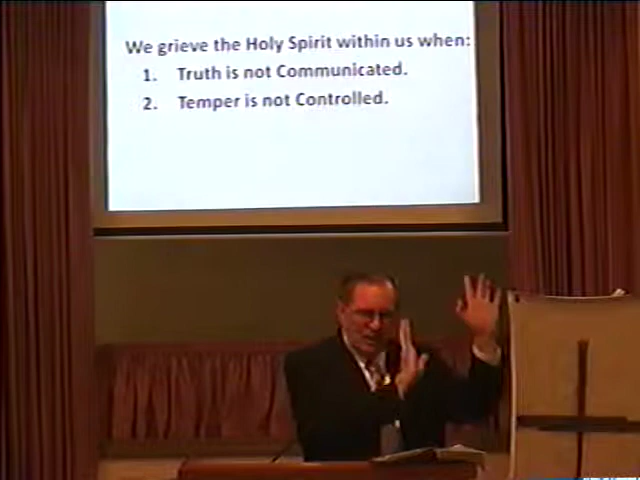 We grieve the Holy Spirit within us when:
1. Truth is not Communicated.
2. Temper is not Controlled.